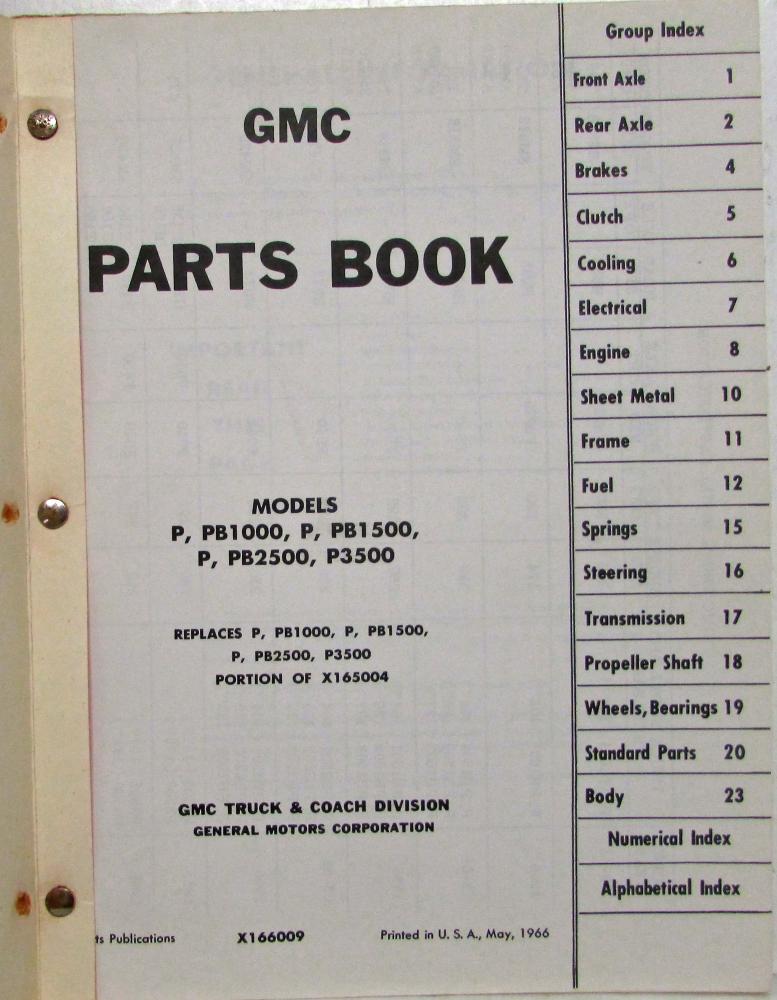 GMC
PARTS BOOK
MODELS
P, PB1000, P, PB1500,
P, PB2500, P3500
REPLACES P, PB1000, P, PB1500,
P, PB2500, P3500
PORTION OF X165004
GMC TRUCK & COACH DIVISION
GENERAL MOTORS CORPORATION
ts Publications X166009 Printed in U. S. A., May, 1966
Group Index
Front Axle 1
Rear Axle 2
Brakes 4
Clutch 5
Cooling 6
Electrical 7
Engine 8
Sheet Metal 10
Frame 11
Fuel 12
Springs 15
Steering 16
Transmission 17
Propeller Shaft 18
Wheels, Bearings 19
Standard Parts 20
Body 23
Numerical Index
Alphabetical Index